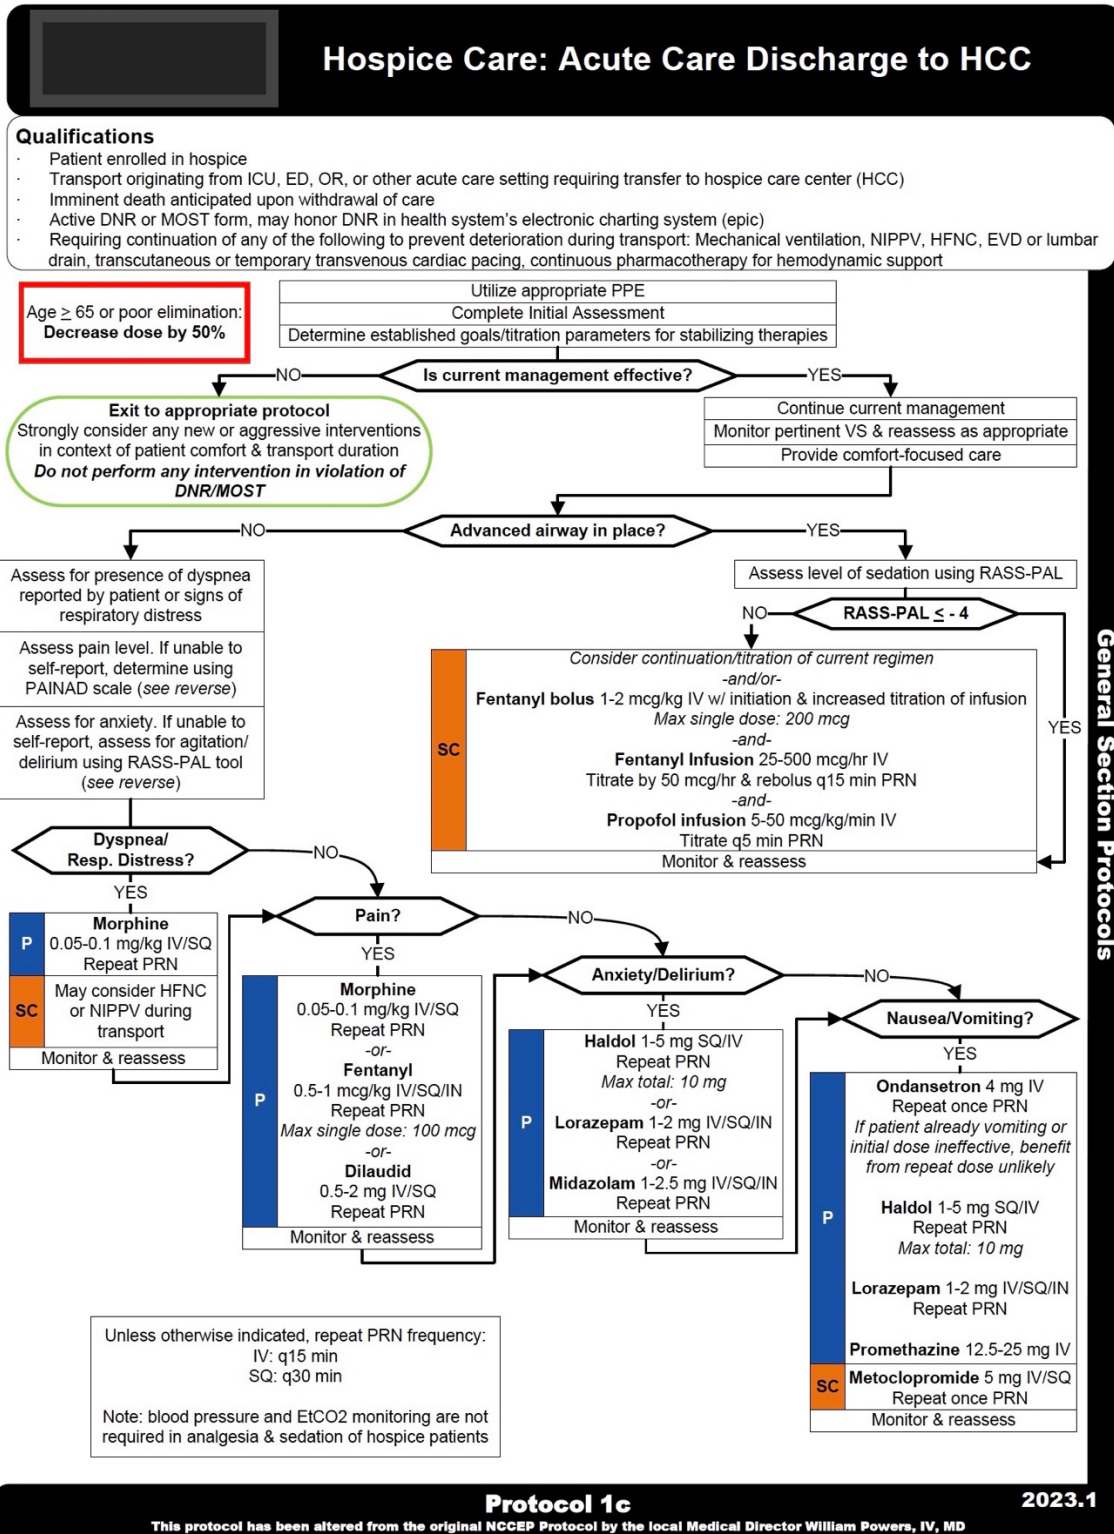 Hospice Care: Acute Care Discharge to HCC
Qualifications
· Patient enrolled in hospice
· Transport originating from ICU, ED, OR, or other acute care setting requiring transfer to hospice care center (HCC)
· Imminent death anticipated upon withdrawal of care
· Active DNR or MOST form, may honor DNR in health system's electronic charting system (epic)
· Requiring continuation of any of the following to prevent deterioration during transport: Mechanical ventilation, NIPPV, HFNC, EVD or lumbar
drain, transcutaneous or temporary transvenous cardiac pacing, continuous pharmacotherapy for hemodynamic support
Age ≥ 65 or poor elimination:
Decrease dose by 50%
Utilize appropriate PPE
Complete Initial Assessment
Determine established goals/titration parameters for stabilizing therapies
Is current management effective?
NO
YES
Exit to appropriate protocol
Strongly consider any new or aggressive interventions
in context of patient comfort & transport duration
Do not perform any intervention in violation of
DNR/MOST
Continue current management
Monitor pertinent VS & reassess as appropriate
Provide comfort-focused care
Advanced airway in place?
NO
YES
Assess for presence of dyspnea
reported by patient or signs of
respiratory distress
Assess pain level. If unable to
self-report, determine using
PAINAD scale (see reverse)
Assess for anxiety. If unable to
self-report, assess for agitation/
delirium using RASS-PAL tool
(see reverse)
Assess level of sedation using RASS-PAL
RASS-PAL ≤ - 4
NO
YES
SC
Consider continuation/titration of current regimen
-and/or-
Fentanyl bolus 1-2 mcg/kg IV w/ initiation & increased titration of infusion
Max single dose: 200 mcg
-and-
Fentanyl Infusion 25-500 mcg/hr IV
Titrate by 50 mcg/hr & rebolus q15 min PRN
-and-
Propofol infusion 5-50 mcg/kg/min IV
Titrate q5 min PRN
Monitor & reassess
Dyspnea/
Resp. Distress?
NO
YES
P
Morphine
0.05-0.1 mg/kg IV/SQ
Repeat PRN
SC
May consider HFNC
or NIPPV during
transport
Monitor & reassess
Pain?
NO
YES
P
Morphine
0.05-0.1 mg/kg IV/SQ
Repeat PRN
-or-
Fentanyl
0.5-1 mcg/kg IV/SQ/IN
Repeat PRN
Max single dose: 100 mcg
-or-
Dilaudid
0.5-2 mg IV/SQ
Repeat PRN
Monitor & reassess
Anxiety/Delirium?
NO
YES
P
Haldol 1-5 mg SQ/IV
Repeat PRN
Max total: 10 mg
-or-
Lorazepam 1-2 mg IV/SQ/IN
Repeat PRN
-or-
Midazolam 1-2.5 mg IV/SQ/IN
Repeat PRN
Monitor & reassess
Nausea/Vomiting?
YES
P
Ondansetron 4 mg IV
Repeat once PRN
If patient already vomiting or
initial dose ineffective, benefit
from repeat dose unlikely
Haldol 1-5 mg SQ/IV
Repeat PRN
Max total: 10 mg
Lorazepam 1-2 mg IV/SQ/IN
Repeat PRN
Promethazine 12.5-25 mg IV
SC
Metoclopromide 5 mg IV/SQ
Repeat once PRN
Monitor & reassess
Unless otherwise indicated, repeat PRN frequency:
IV: q15 min
SQ: q30 min
Note: blood pressure and EtCO2 monitoring are not
required in analgesia & sedation of hospice patients
General Section Protocols
Protocol 1c
2023.1
This protocol has been altered from the original NCCEP Protocol by the local Medical Director William Powers, IV, MD